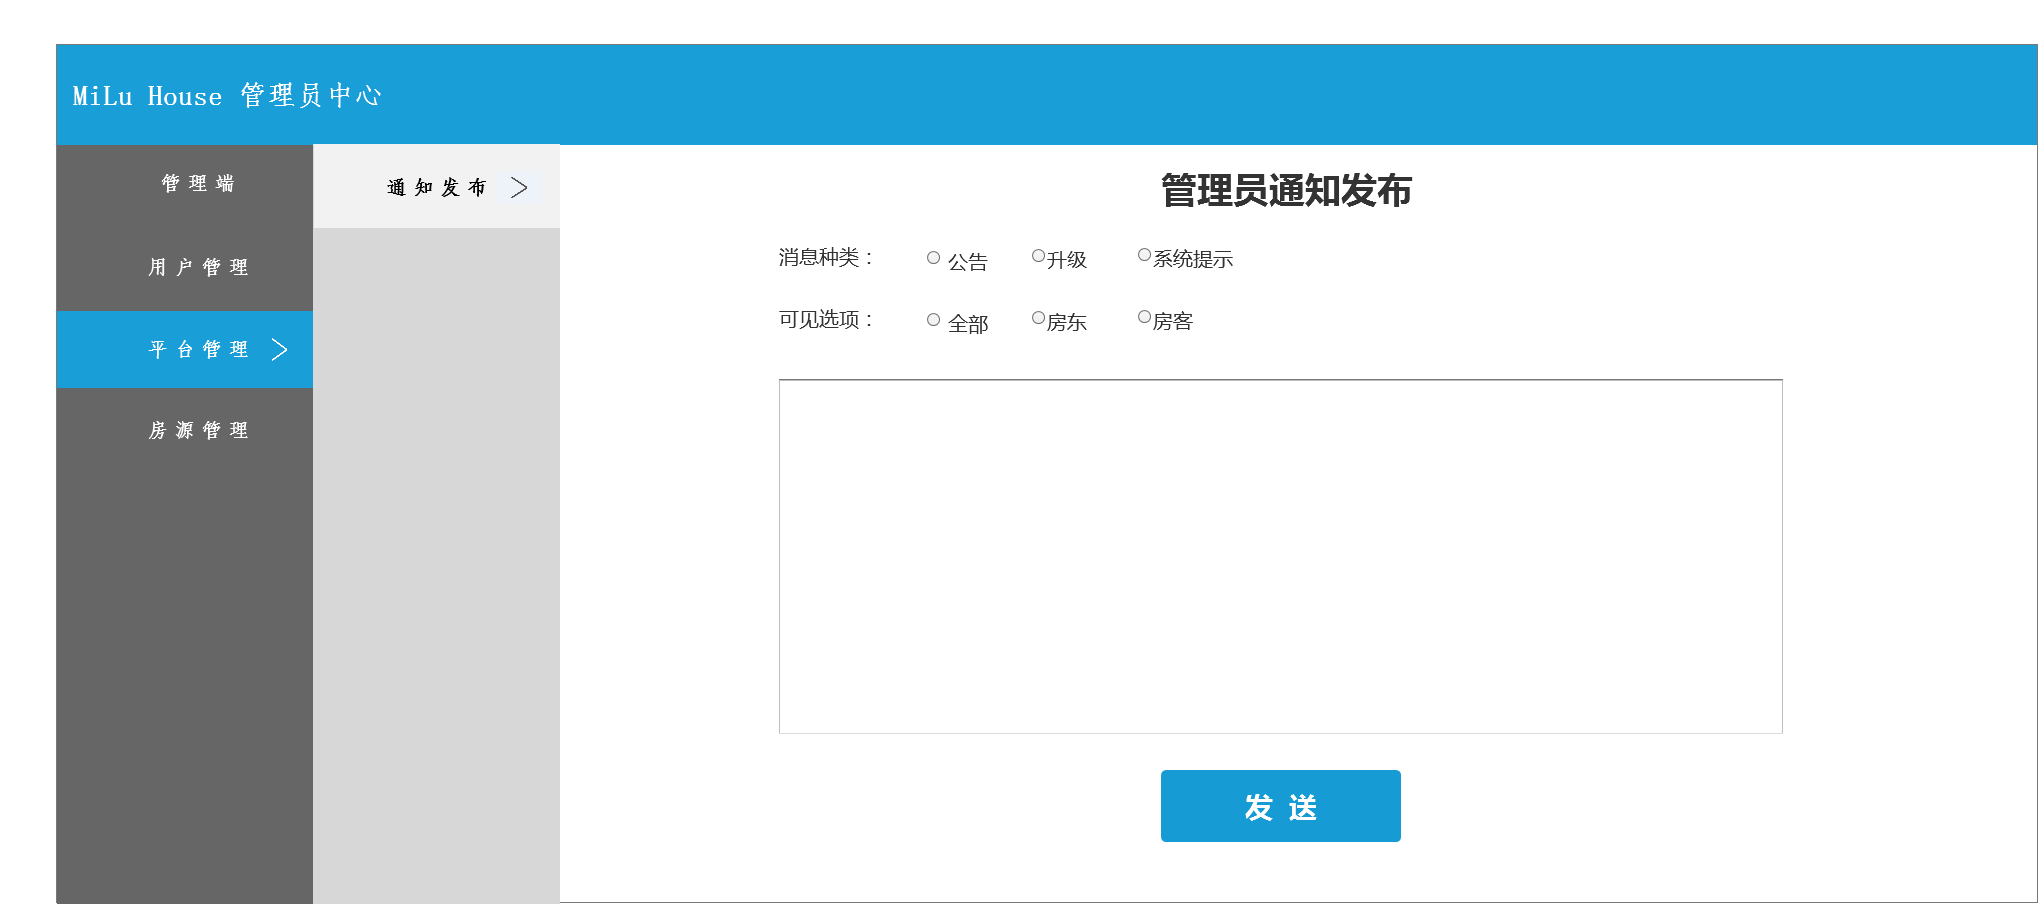 MiLu House 管理员中心
管理端
用户管理
平台管理 >
房源管理
通知发布 >
管理员通知发布
消息种类： 公告 升级 系统提示
可见选项： 全部 房东 房客
发 送